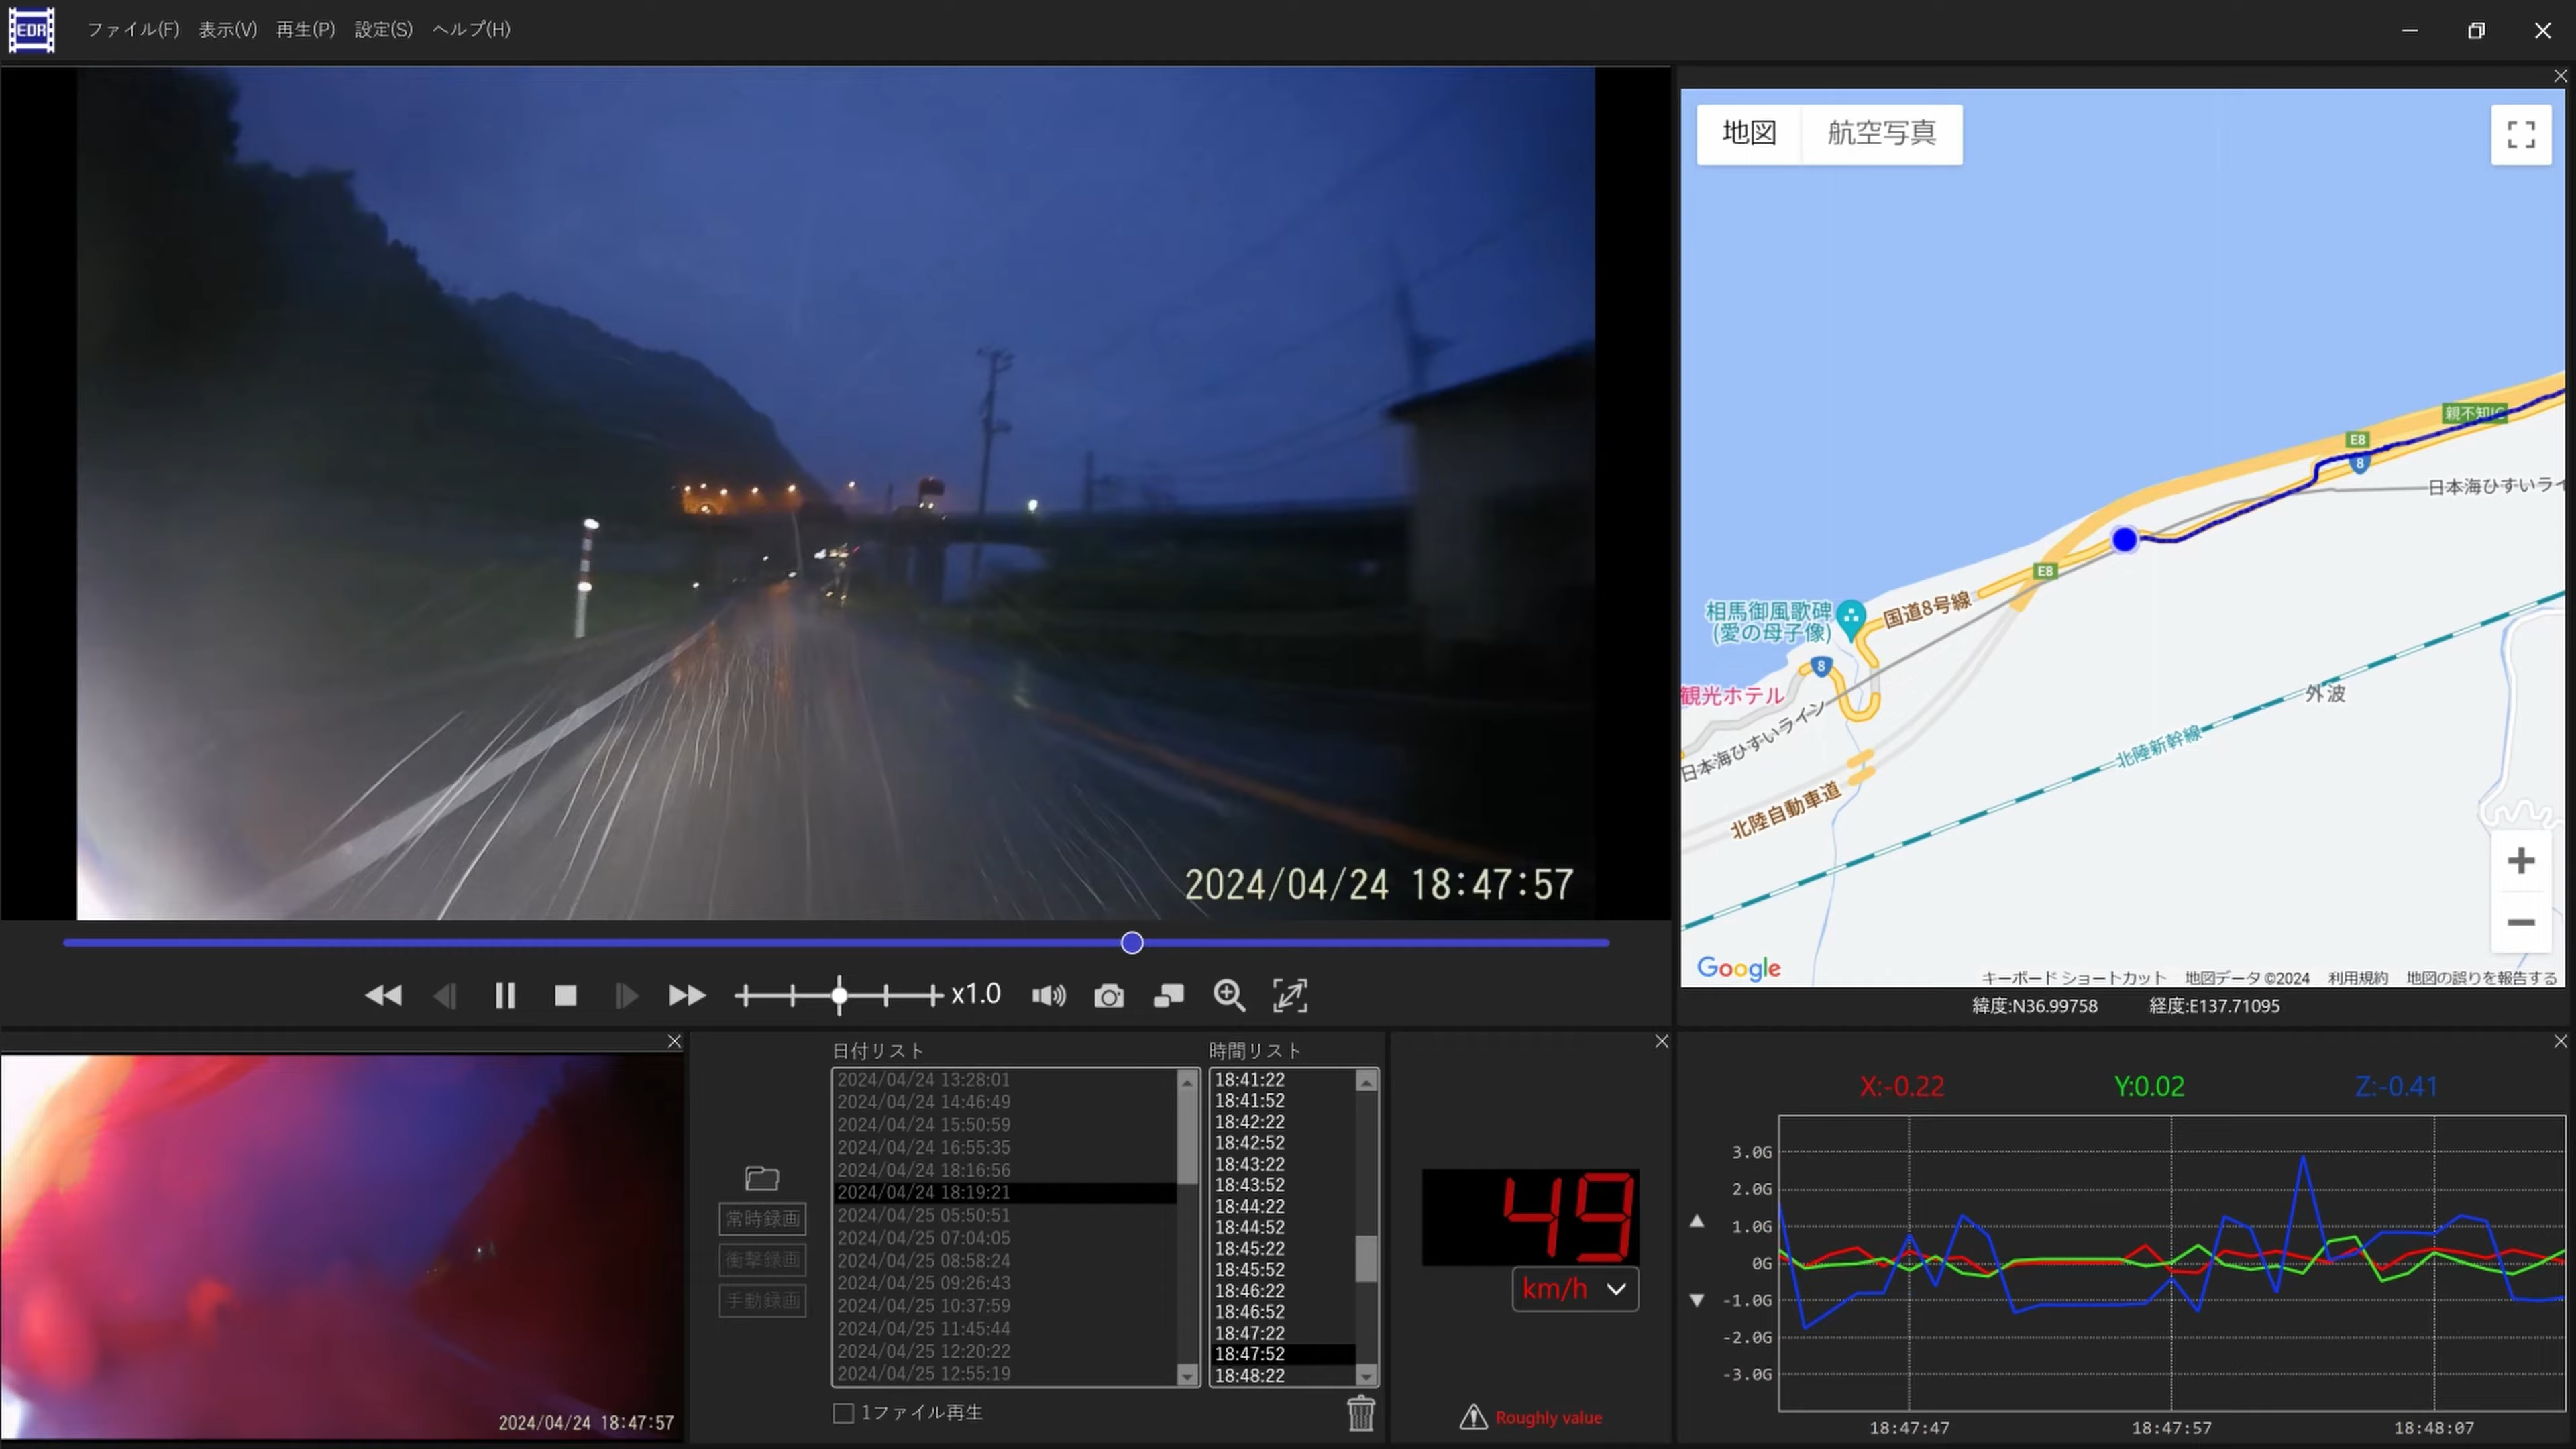 EDR ファイル(F) 表示(V) 再生(P) 設定(S) ヘルプ(H)
2024/04/24 18:47:57
x1.0
地図 航空写真
親不知IC
E8
8
日本海ひすいライ
E8
国道8号線
相馬御風歌碑
(愛の母子像)
8
観光ホテル
日本海ひすいライン
外波
北陸新幹線
北陸自動車道
Google
キーボード ショートカット 地図データ ©2024 利用規約 地図の誤りを報告する
緯度:N36.99758 経度:E137.71095
2024/04/24 18:47:57
常時録画
衝撃録画
手動録画
日付リスト
2024/04/24 13:28:01
2024/04/24 14:46:49
2024/04/24 15:50:59
2024/04/24 16:55:35
2024/04/24 18:16:56
2024/04/24 18:19:21
2024/04/25 05:50:51
2024/04/25 07:04:05
2024/04/25 08:58:24
2024/04/25 09:26:43
2024/04/25 10:37:59
2024/04/25 11:45:44
2024/04/25 12:20:22
2024/04/25 12:55:19
1ファイル再生
時間リスト
18:41:22
18:41:52
18:42:22
18:42:52
18:43:22
18:43:52
18:44:22
18:44:52
18:45:22
18:45:52
18:46:22
18:46:52
18:47:22
18:47:52
18:48:22
49
km/h
Roughly value
X:-0.22 Y:0.02 Z:-0.41
3.0G
2.0G
1.0G
0G
-1.0G
-2.0G
-3.0G
18:47:47 18:47:57 18:48:07